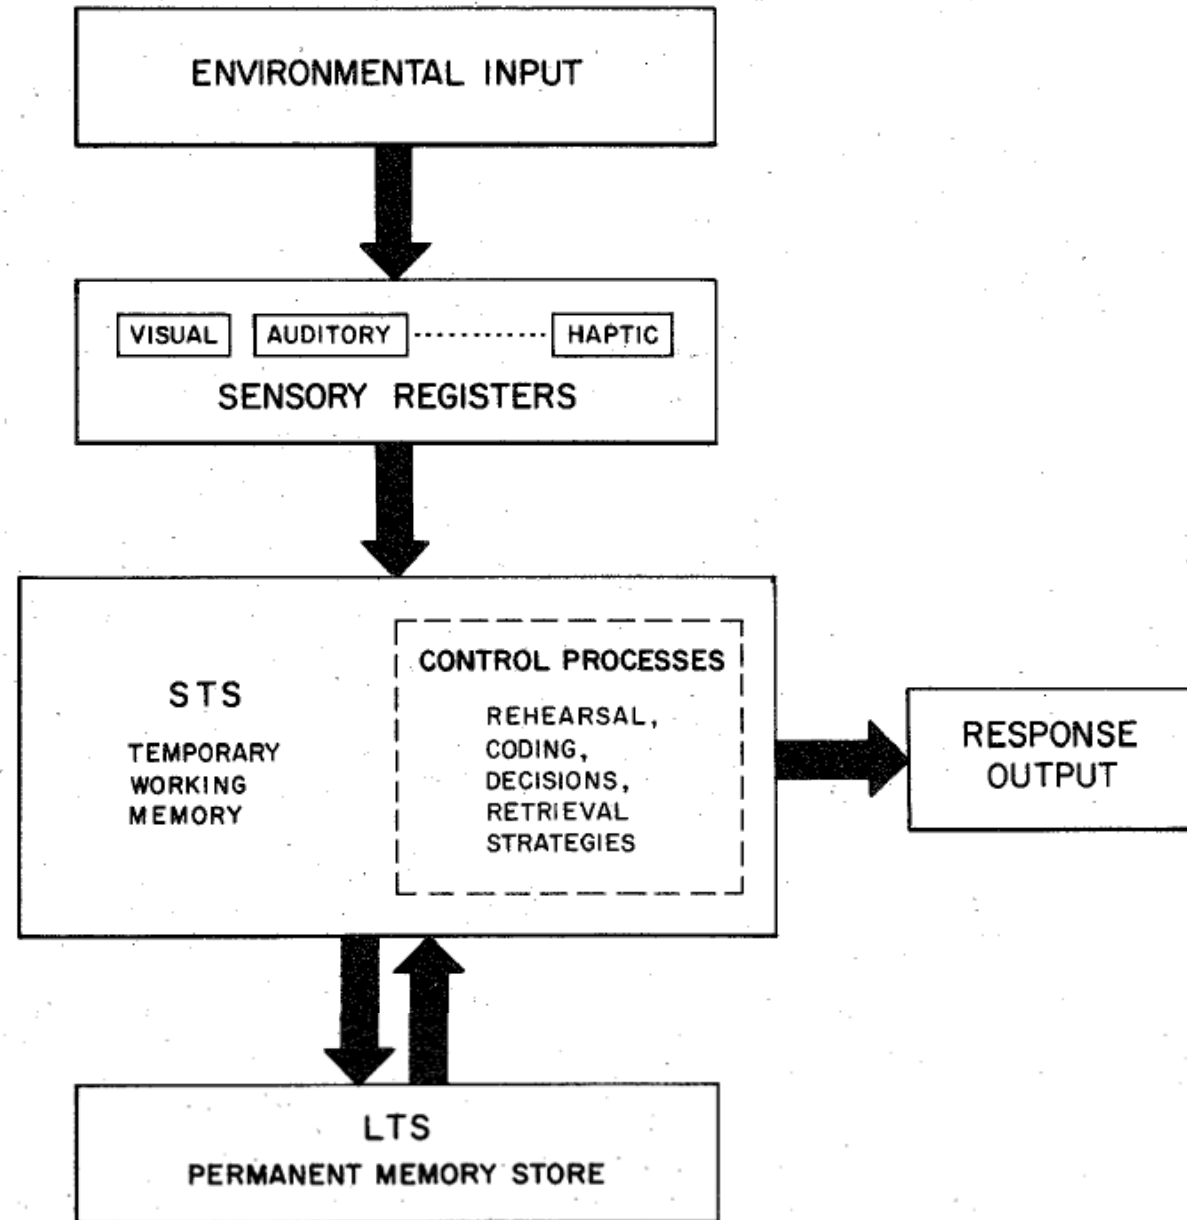 ENVIRONMENTAL INPUT
VISUAL
AUDITORY
HAPTIC
SENSORY REGISTERS
STS
TEMPORARY
WORKING
MEMORY
CONTROL PROCESSES
REHEARSAL,
CODING,
DECISIONS,
RETRIEVAL
STRATEGIES
RESPONSE
OUTPUT
LTS
PERMANENT MEMORY STORE